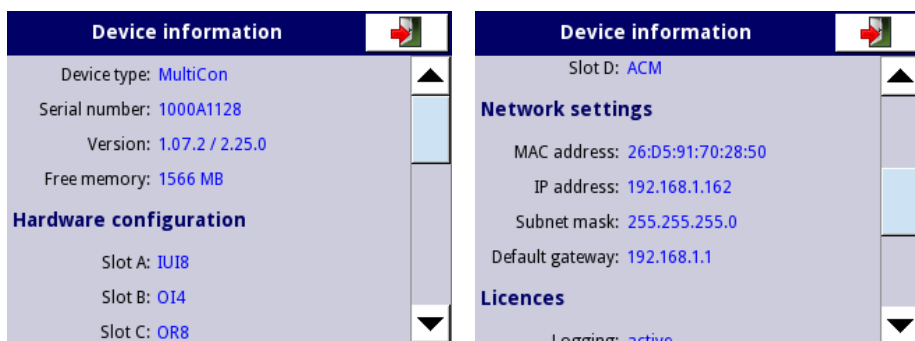 Device information
Device type: MultiCon
Serial number: 1000A1128
Version: 1.07.2 / 2.25.0
Free memory: 1566 MB
Hardware configuration
Slot A: IUI8
Slot B: OI4
Slot C: OR8
Device information
Slot D: ACM
Network settings
MAC address: 26:D5:91:70:28:50
IP address: 192.168.1.162
Subnet mask: 255.255.255.0
Default gateway: 192.168.1.1
Licences
Logging: active